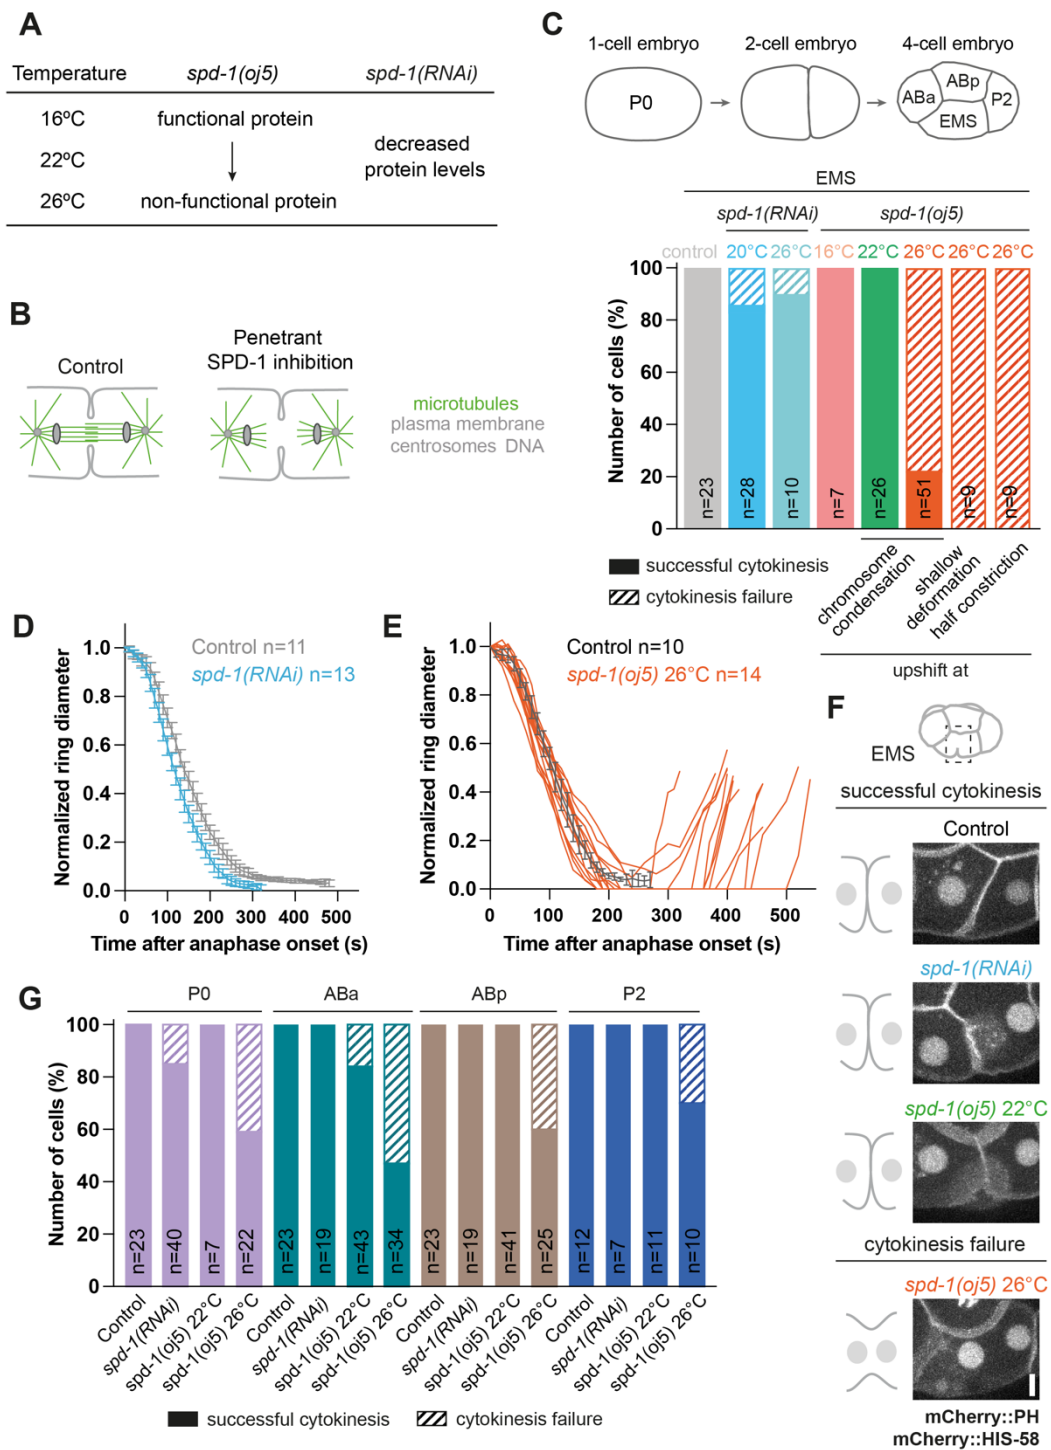 A
Temperature spd-1(oj5) spd-1(RNAi)
16ºC functional protein
22ºC
decreased
protein levels
26ºC non-functional protein
B
Control
Penetrant
SPD-1 inhibition
microtubules
plasma membrane
centrosomes DNA
C
1-cell embryo 2-cell embryo 4-cell embryo
P0
ABa ABp P2
EMS
EMS
spd-1(RNAi) spd-1(oj5)
control 20°C 26°C 16°C 22°C 26°C 26°C 26°C
Number of cells (%)
100
80
60
40
20
0
n=23 n=28 n=10 n=7 n=26 n=51 n=9 n=9
successful cytokinesis
cytokinesis failure
chromosome
condensation
shallow
deformation
half constriction
upshift at
D
Control n=11
spd-1(RNAi) n=13
Normalized ring diameter
1.0
0.8
0.6
0.4
0.2
0.0
0 100 200 300 400 500
Time after anaphase onset (s)
E
Control n=10
spd-1(oj5) 26°C n=14
Normalized ring diameter
1.0
0.8
0.6
0.4
0.2
0.0
0 100 200 300 400 500
Time after anaphase onset (s)
F
EMS
successful cytokinesis
Control
spd-1(RNAi)
spd-1(oj5) 22°C
cytokinesis failure
spd-1(oj5) 26°C
mCherry::PH
mCherry::HIS-58
G
P0 ABa ABp P2
Number of cells (%)
100
80
60
40
20
0
n=23 n=40 n=7 n=22 n=23 n=19 n=43 n=34 n=23 n=19 n=41 n=25 n=12 n=7 n=11 n=10
Control spd-1(RNAi) spd-1(oj5) 22°C spd-1(oj5) 26°C Control spd-1(RNAi) spd-1(oj5) 22°C spd-1(oj5) 26°C Control spd-1(RNAi) spd-1(oj5) 22°C spd-1(oj5) 26°C Control spd-1(RNAi) spd-1(oj5) 22°C spd-1(oj5) 26°C
successful cytokinesis cytokinesis failure